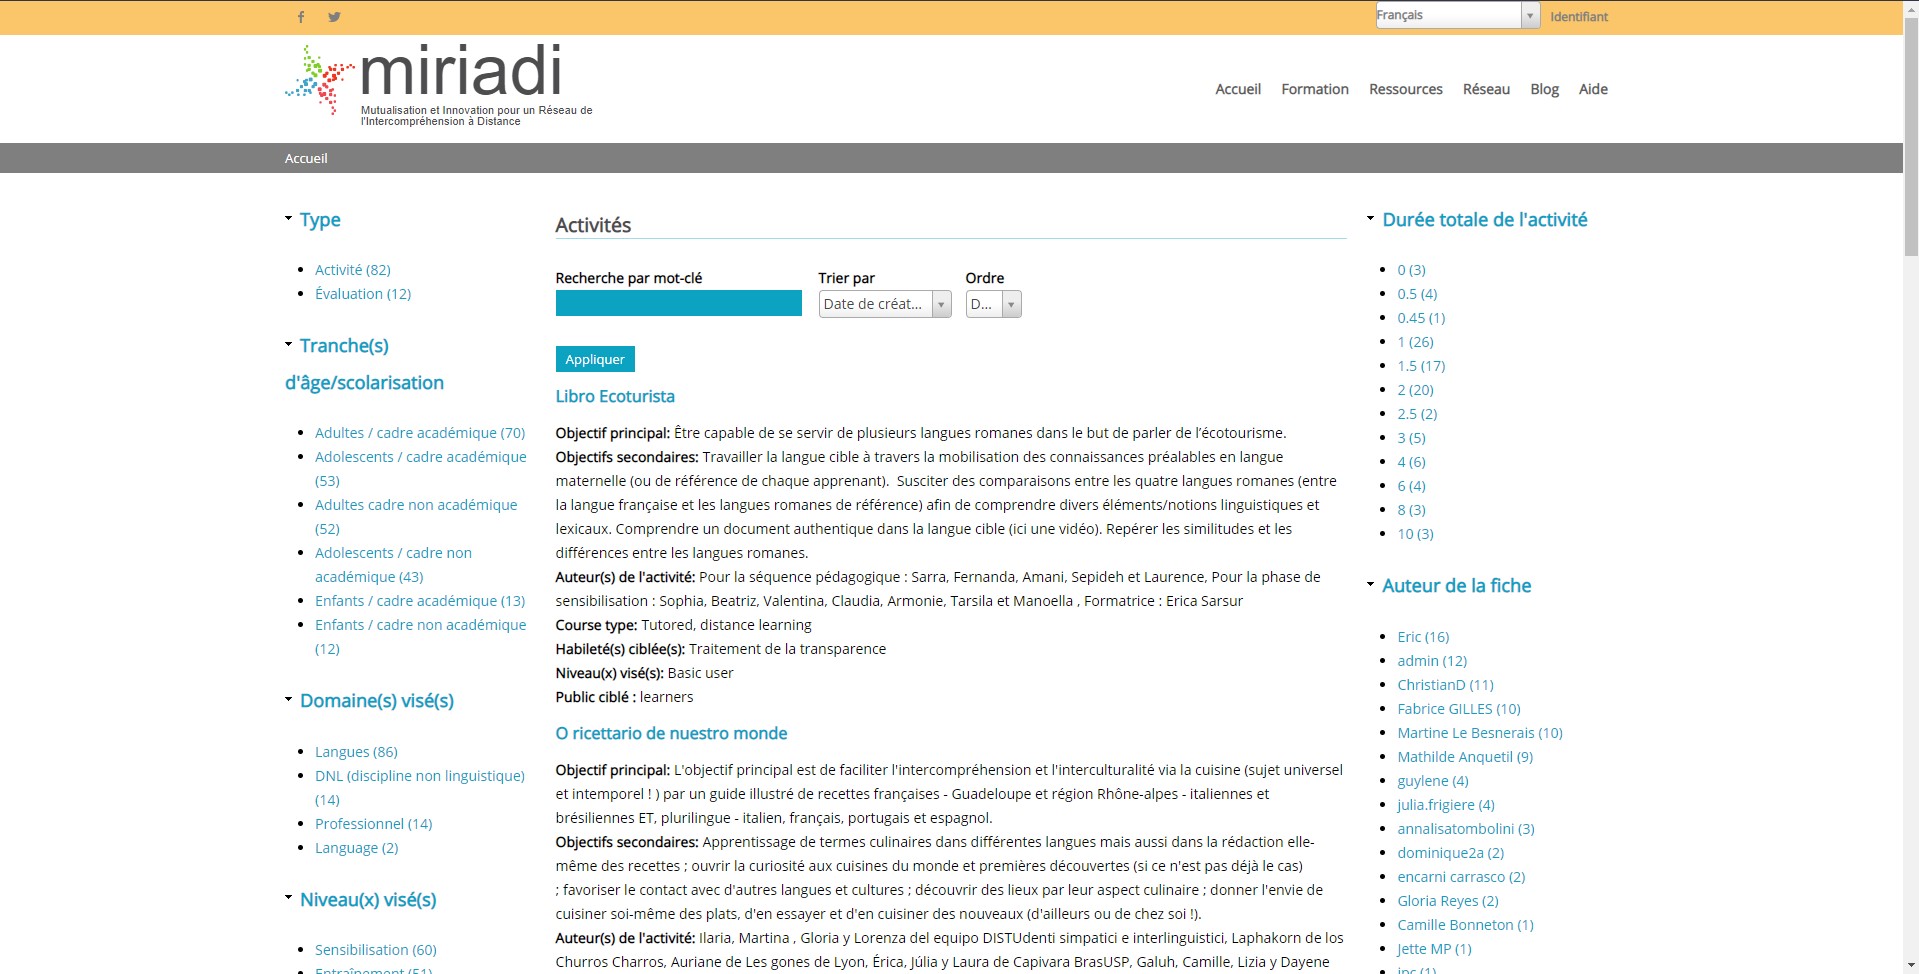 Français
Identifiant
miriadi
Mutualisation et Innovation pour un Réseau de
l'Intercompréhension à Distance
Accueil
Formation
Ressources
Réseau
Blog
Aide
Accueil
Type
Activité (82)
Évaluation (12)
Tranche(s)
d'âge/scolarisation
Adultes / cadre académique (70)
Adolescents / cadre académique
(53)
Adultes cadre non académique
(52)
Adolescents / cadre non
académique (43)
Enfants / cadre académique (13)
Enfants / cadre non académique
(12)
Domaine(s) visé(s)
Langues (86)
DNL (discipline non linguistique)
(14)
Professionnel (14)
Language (2)
Niveau(x) visé(s)
Sensibilisation (60)
Entraînement (51)
Activités
Recherche par mot-clé
Trier par
Ordre
Date de créat...
D...
Appliquer
Libro Ecoturista
Objectif principal: Être capable de se servir de plusieurs langues romanes dans le but de parler de l’écotourisme.
Objectifs secondaires: Travailler la langue cible à travers la mobilisation des connaissances préalables en langue
maternelle (ou de référence de chaque apprenant).  Susciter des comparaisons entre les quatre langues romanes (entre
la langue française et les langues romanes de référence) afin de comprendre divers éléments/notions linguistiques et
lexicaux. Comprendre un document authentique dans la langue cible (ici une vidéo). Repérer les similitudes et les
différences entre les langues romanes.
Auteur(s) de l'activité: Pour la séquence pédagogique : Sarra, Fernanda, Amani, Sepideh et Laurence, Pour la phase de
sensibilisation : Sophia, Beatriz, Valentina, Claudia, Armonie, Tarsila et Manoella , Formatrice : Erica Sarsur
Course type: Tutored, distance learning
Habileté(s) ciblée(s): Traitement de la transparence
Niveau(x) visé(s): Basic user
Public ciblé : learners
O ricettario de nuestro monde
Objectif principal: L'objectif principal est de faciliter l'intercompréhension et l'interculturalité via la cuisine (sujet universel
et intemporel ! ) par un guide illustré de recettes françaises - Guadeloupe et région Rhône-alpes - italiennes et
brésiliennes ET, plurilingue - italien, français, portugais et espagnol.
Objectifs secondaires: Apprentissage de termes culinaires dans différentes langues mais aussi dans la rédaction elle-
même des recettes ; ouvrir la curiosité aux cuisines du monde et premières découvertes (si ce n'est pas déjà le cas)
; favoriser le contact avec d'autres langues et cultures ; découvrir des lieux par leur aspect culinaire ; donner l'envie de
cuisiner soi-même des plats, d'en essayer et d'en cuisiner des nouveaux (d'ailleurs ou de chez soi !).
Auteur(s) de l'activité: Ilaria, Martina , Gloria y Lorenza del equipo DISTUdenti simpatici e interlinguistici, Laphakorn de los
Churros Charros, Auriane de Les gones de Lyon, Érica, Júlia y Laura de Capivara BrasUSP, Galuh, Camille, Lizia y Dayene
Durée totale de l'activité
0 (3)
0.5 (4)
0.45 (1)
1 (26)
1.5 (17)
2 (20)
2.5 (2)
3 (5)
4 (6)
6 (4)
8 (3)
10 (3)
Auteur de la fiche
Eric (16)
admin (12)
ChristianD (11)
Fabrice GILLES (10)
Martine Le Besnerais (10)
Mathilde Anquetil (9)
guylene (4)
julia.frigiere (4)
annalisatombolini (3)
dominique2a (2)
encarni carrasco (2)
Gloria Reyes (2)
Camille Bonneton (1)
Jette MP (1)